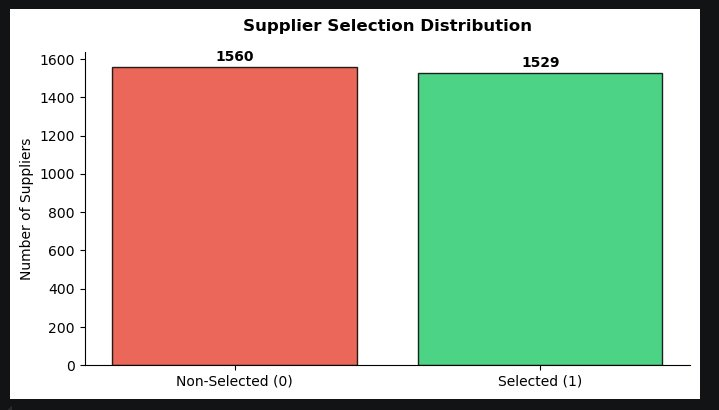 Supplier Selection Distribution
Number of Suppliers
1600
1400
1200
1000
800
600
400
200
0
1560
1529
Non-Selected (0)
Selected (1)